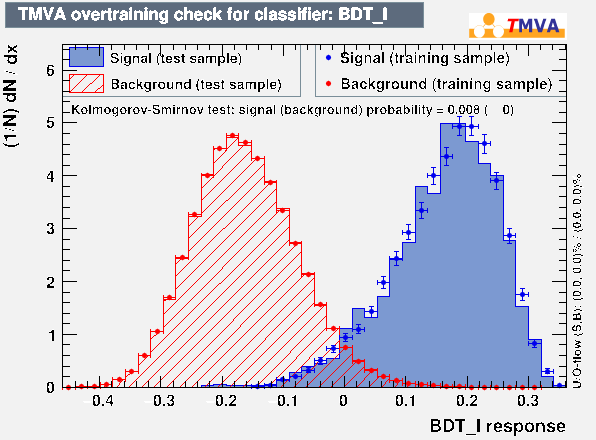 TMVA overtraining check for classifier: BDT_I
TMVA
Signal (test sample)
Signal (training sample)
Background (test sample)
Background (training sample)
Kolmogorov-Smirnov test: signal (background) probability = 0.008 ( 0)
(1/N) dN / dx
6
5
4
3
2
1
0
−0.4 −0.3 −0.2 −0.1 0 0.1 0.2 0.3
BDT_I response
U/O-flow (S,B): (0.0, 0.0)% / (0.0, 0.0)%